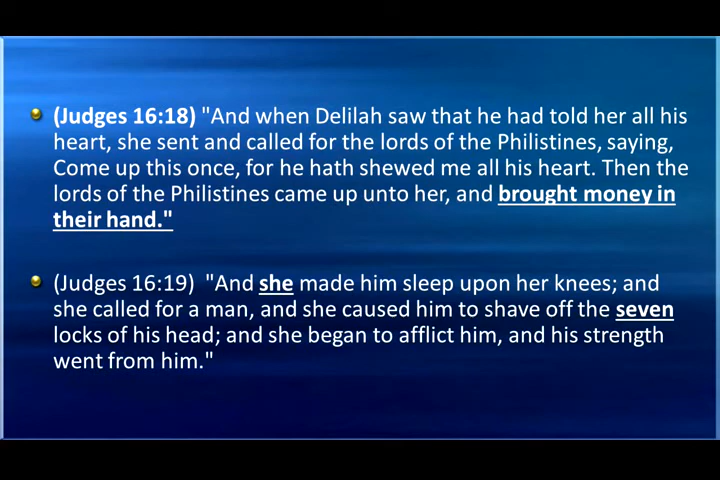 (Judges 16:18) "And when Delilah saw that he had told her all his
heart, she sent and called for the lords of the Philistines, saying,
Come up this once, for he hath shewed me all his heart. Then the
lords of the Philistines came up unto her, and brought money in
their hand."
(Judges 16:19) "And she made him sleep upon her knees; and
she called for a man, and she caused him to shave off the seven
locks of his head; and she began to afflict him, and his strength
went from him."